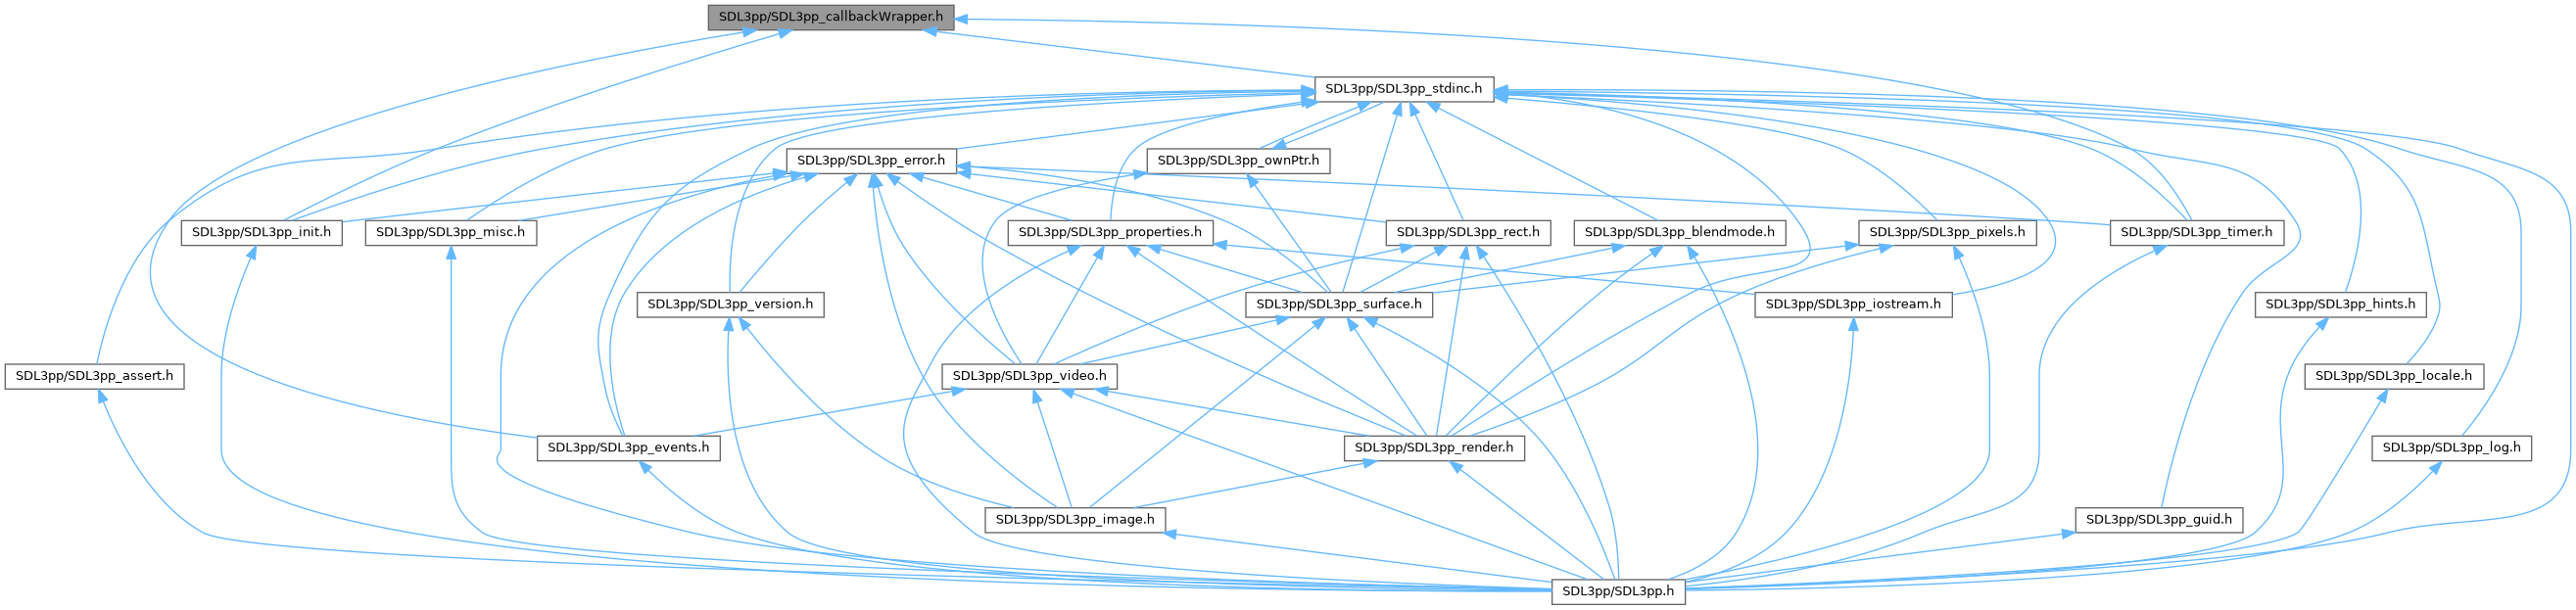 SDL3pp/SDL3pp_callbackWrapper.h
SDL3pp/SDL3pp_stdinc.h
SDL3pp/SDL3pp_error.h
SDL3pp/SDL3pp_ownPtr.h
SDL3pp/SDL3pp_init.h
SDL3pp/SDL3pp_misc.h
SDL3pp/SDL3pp_properties.h
SDL3pp/SDL3pp_rect.h
SDL3pp/SDL3pp_blendmode.h
SDL3pp/SDL3pp_pixels.h
SDL3pp/SDL3pp_timer.h
SDL3pp/SDL3pp_version.h
SDL3pp/SDL3pp_surface.h
SDL3pp/SDL3pp_iostream.h
SDL3pp/SDL3pp_hints.h
SDL3pp/SDL3pp_assert.h
SDL3pp/SDL3pp_video.h
SDL3pp/SDL3pp_locale.h
SDL3pp/SDL3pp_events.h
SDL3pp/SDL3pp_render.h
SDL3pp/SDL3pp_log.h
SDL3pp/SDL3pp_image.h
SDL3pp/SDL3pp_guid.h
SDL3pp/SDL3pp.h